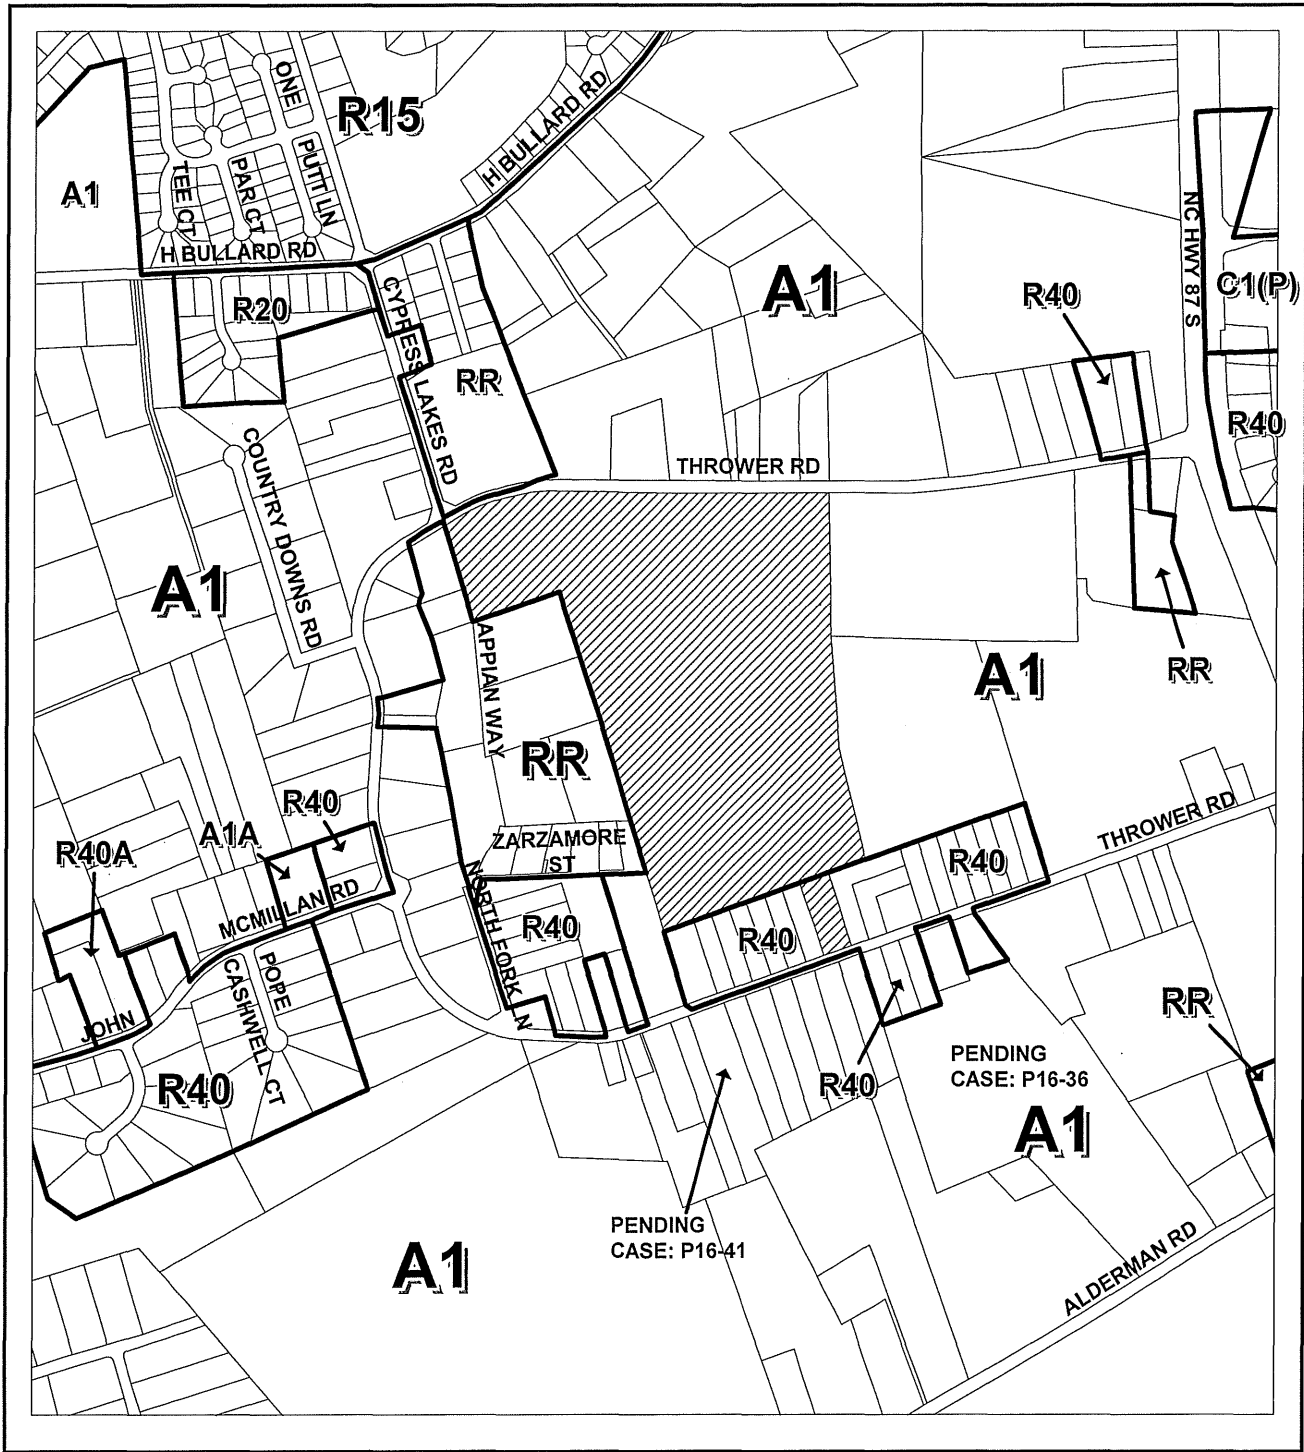 ONE
PUTT LN
R15
H BULLARD RD
TEE CT
PAR CT
A1
NC HWY 87 S
H BULLARD RD
R20
CYPRESS LAKES RD
A1
R40
C1(P)
RR
R40
COUNTRY DOWNS RD
THROWER RD
A1
APPIAN WAY
A1
RR
RR
R40
A1A
R40A
ZARZAMORE
ST
THROWER RD
R40
MCMILLAN RD
NORTH FORK LN
R40
R40
POPE
CASHWELL CT
JOHN
R40
R40
RR
PENDING
CASE: P16-36
A1
PENDING
CASE: P16-41
A1
ALDERMAN RD